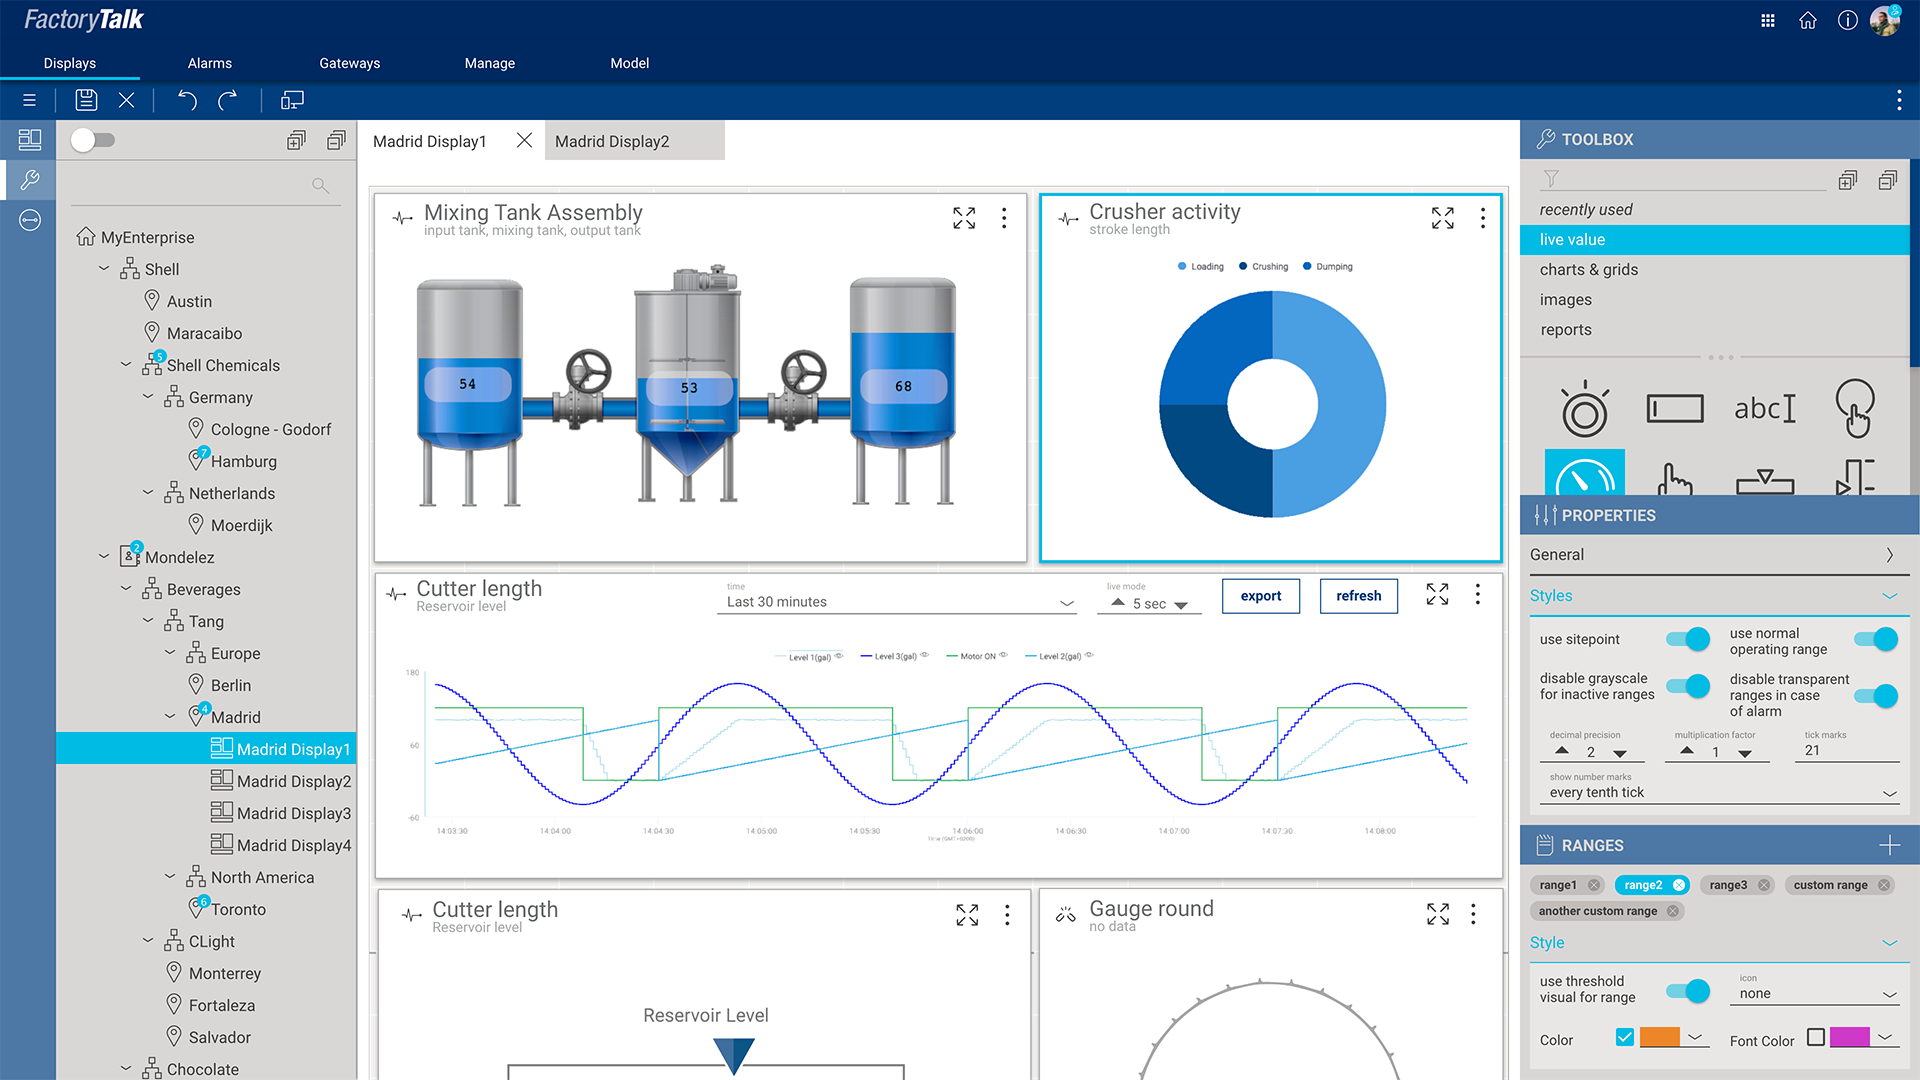 FactoryTalk
Displays
Alarms
Gateways
Manage
Model
MyEnterprise
Shell
Austin
Maracaibo
5
Shell Chemicals
Germany
Cologne - Godorf
7
Hamburg
Netherlands
Moerdijk
2
Mondelez
Beverages
Tang
Europe
Berlin
4
Madrid
Madrid Display1
Madrid Display2
Madrid Display3
Madrid Display4
North America
6
Toronto
CLight
Monterrey
Fortaleza
Salvador
Chocolate
Madrid Display1
Madrid Display2
Mixing Tank Assembly
input tank, mixing tank, output tank
54
53
68
Crusher activity
stroke length
Loading
Crushing
Dumping
Cutter length
Reservoir level
time
Last 30 minutes
live mode
5 sec
export
refresh
Level 1(gal)
Level 3(gal)
Motor ON
Level 2(gal)
180
60
-60
14:03:30
14:04:00
14:04:30
14:05:00
14:05:30
14:06:00
14:06:30
14:07:00
14:07:30
14:08:00
Time (GMT+0200)
Cutter length
Reservoir level
Reservoir Level
Gauge round
no data
TOOLBOX
recently used
live value
charts & grids
images
reports
abc
PROPERTIES
General
Styles
use sitepoint
use normal
operating range
disable grayscale
for inactive ranges
disable transparent
ranges in case
of alarm
decimal precision
2
multiplication factor
1
tick marks
21
show number marks
every tenth tick
RANGES
range1
range2
range3
custom range
another custom range
Style
use threshold
visual for range
icon
none
Color
Font Color